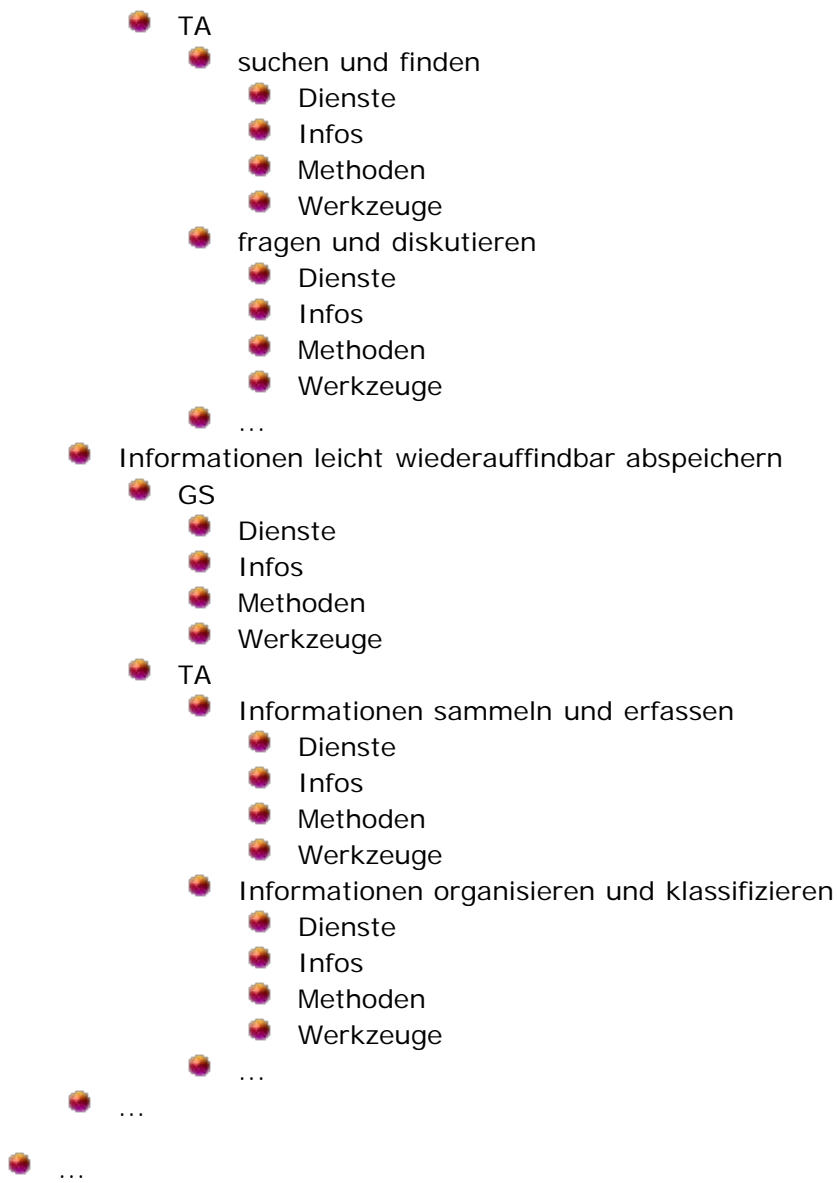 TA
suchen und finden
Dienste
Infos
Methoden
Werkzeuge
fragen und diskutieren
Dienste
Infos
Methoden
Werkzeuge
...
Informationen leicht wiederauffindbar abspeichern
GS
Dienste
Infos
Methoden
Werkzeuge
TA
Informationen sammeln und erfassen
Dienste
Infos
Methoden
Werkzeuge
Informationen organisieren und klassifizieren
Dienste
Infos
Methoden
Werkzeuge
...
...
...